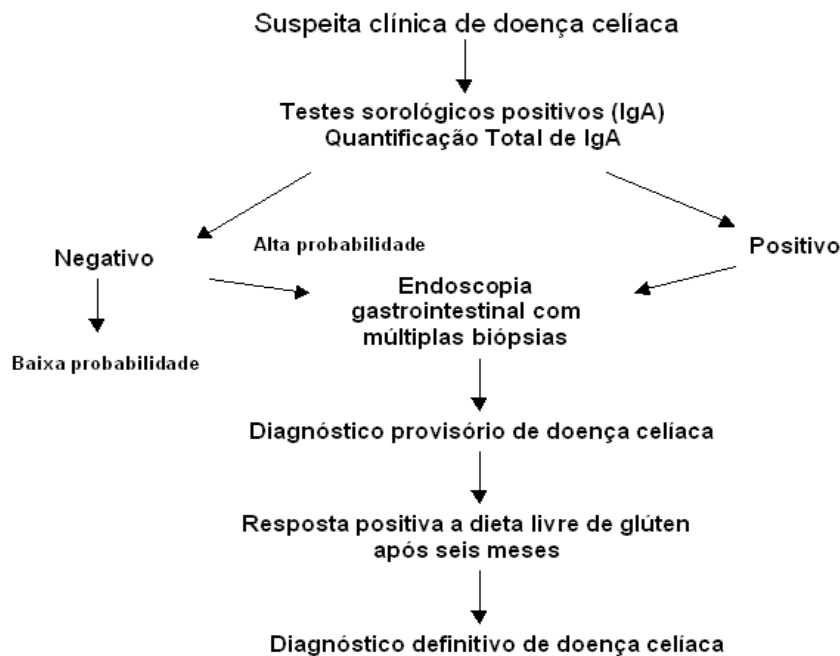 Suspeita clínica de doença celíaca
Testes sorológicos positivos (IgA)
Quantificação Total de IgA
Negativo
Alta probabilidade
Positivo
Endoscopia
gastrointestinal com
múltiplas biópsias
Baixa probabilidade
Diagnóstico provisório de doença celíaca
Resposta positiva a dieta livre de glúten
após seis meses
Diagnóstico definitivo de doença celíaca